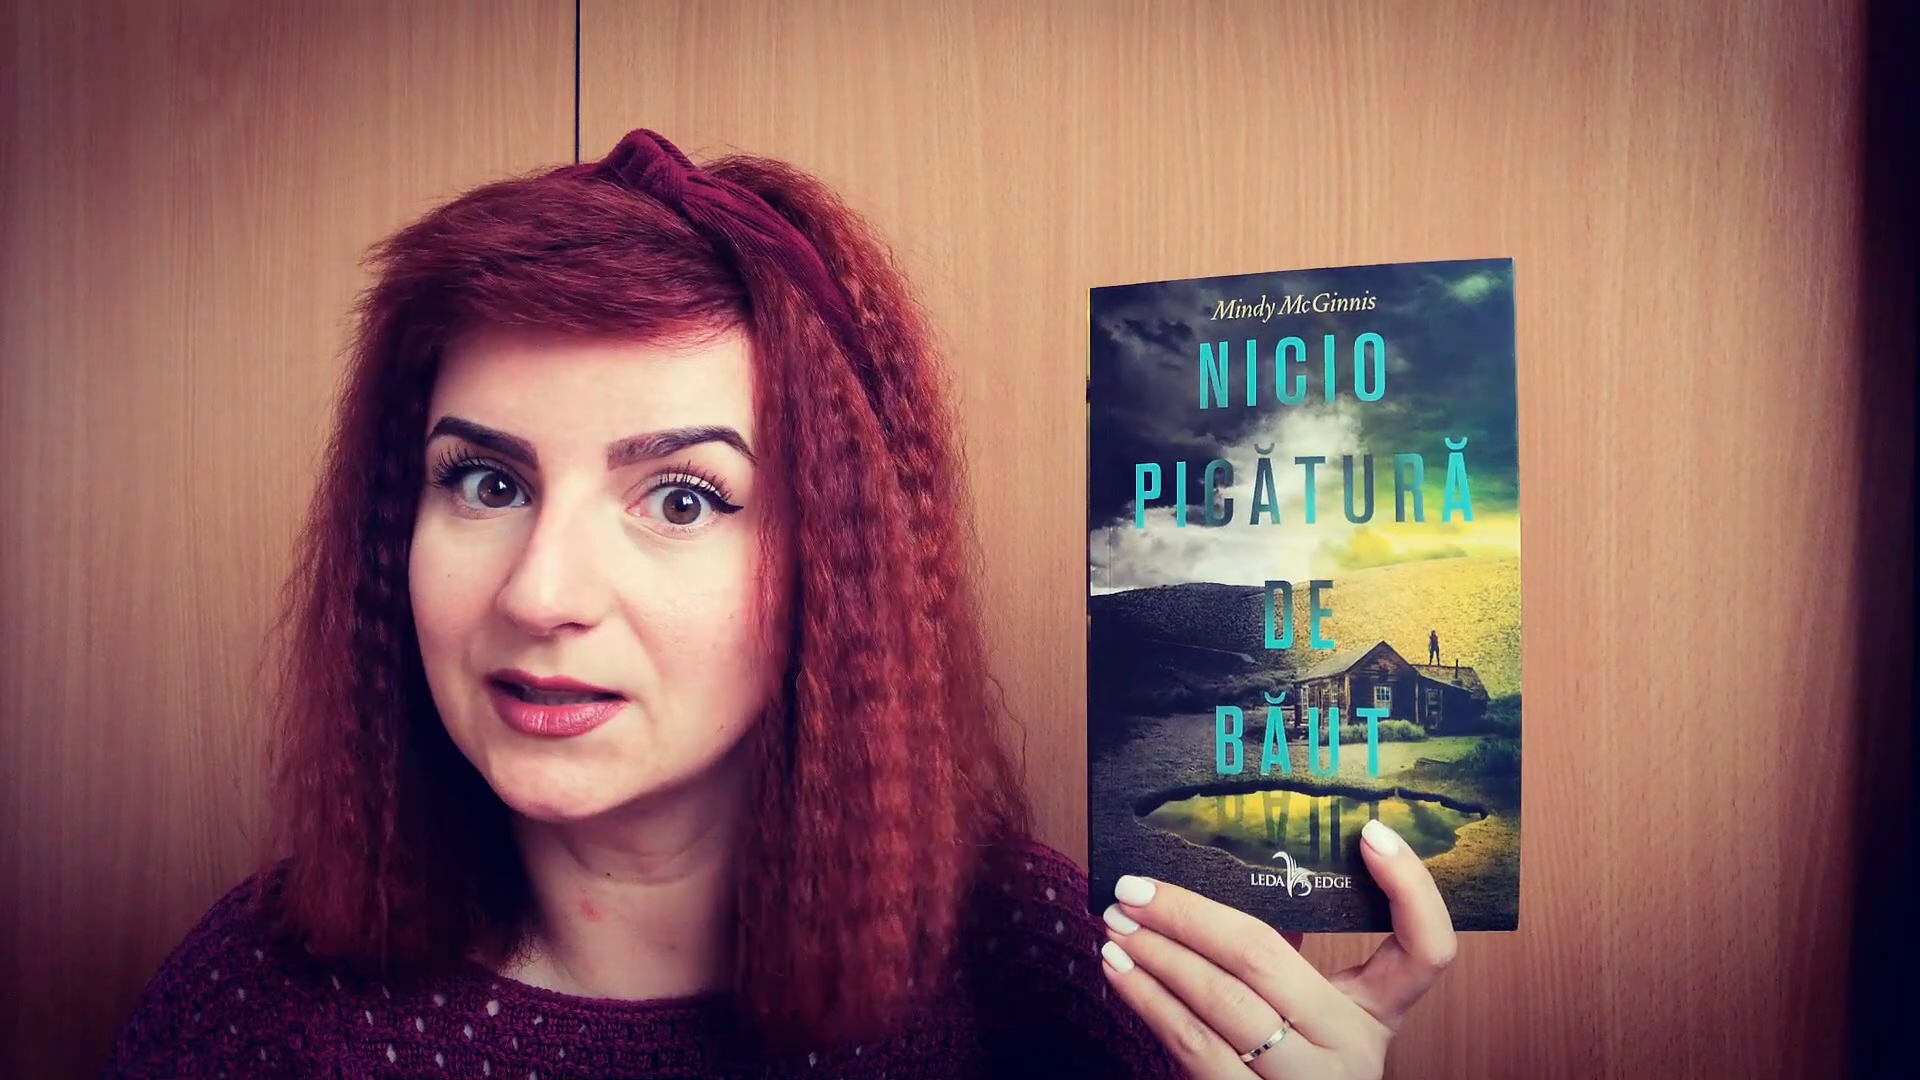 Mindy McGinnis
NICIO
PICĂTURĂ
DE
BĂUT
LEDA EDGE